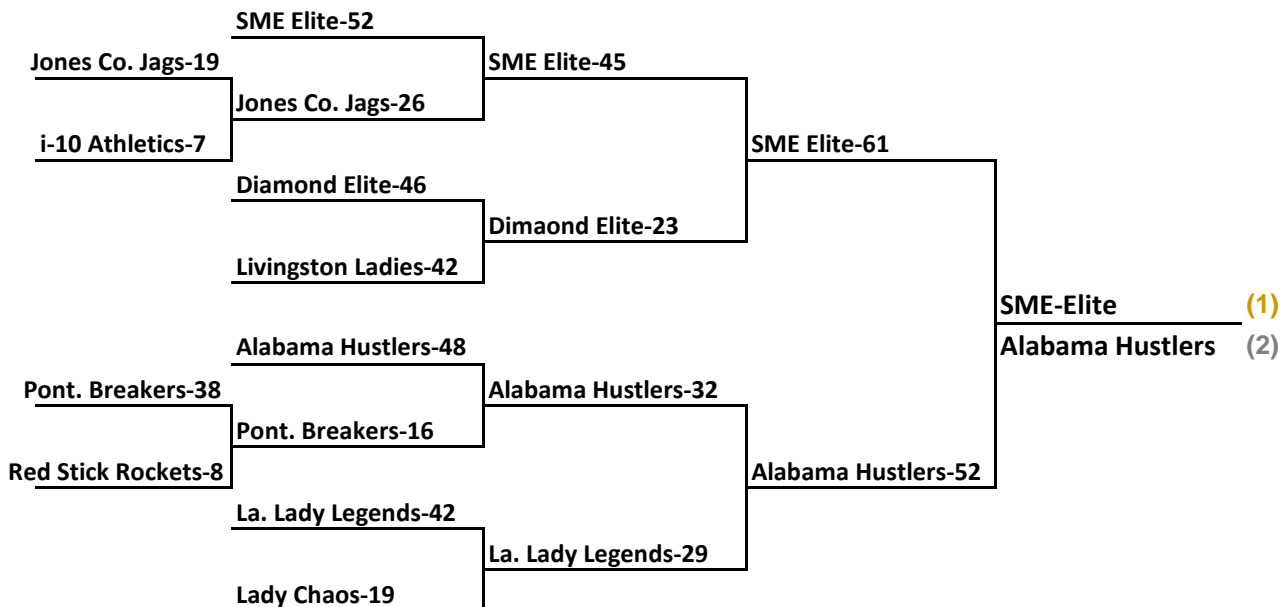 SME Elite-52
Jones Co. Jags-19
SME Elite-45
Jones Co. Jags-26
i-10 Athletics-7
SME Elite-61
Diamond Elite-46
Dimaond Elite-23
Livingston Ladies-42
SME-Elite (1)
Alabama Hustlers (2)
Alabama Hustlers-48
Pont. Breakers-38
Alabama Hustlers-32
Pont. Breakers-16
Red Stick Rockets-8
Alabama Hustlers-52
La. Lady Legends-42
La. Lady Legends-29
Lady Chaos-19